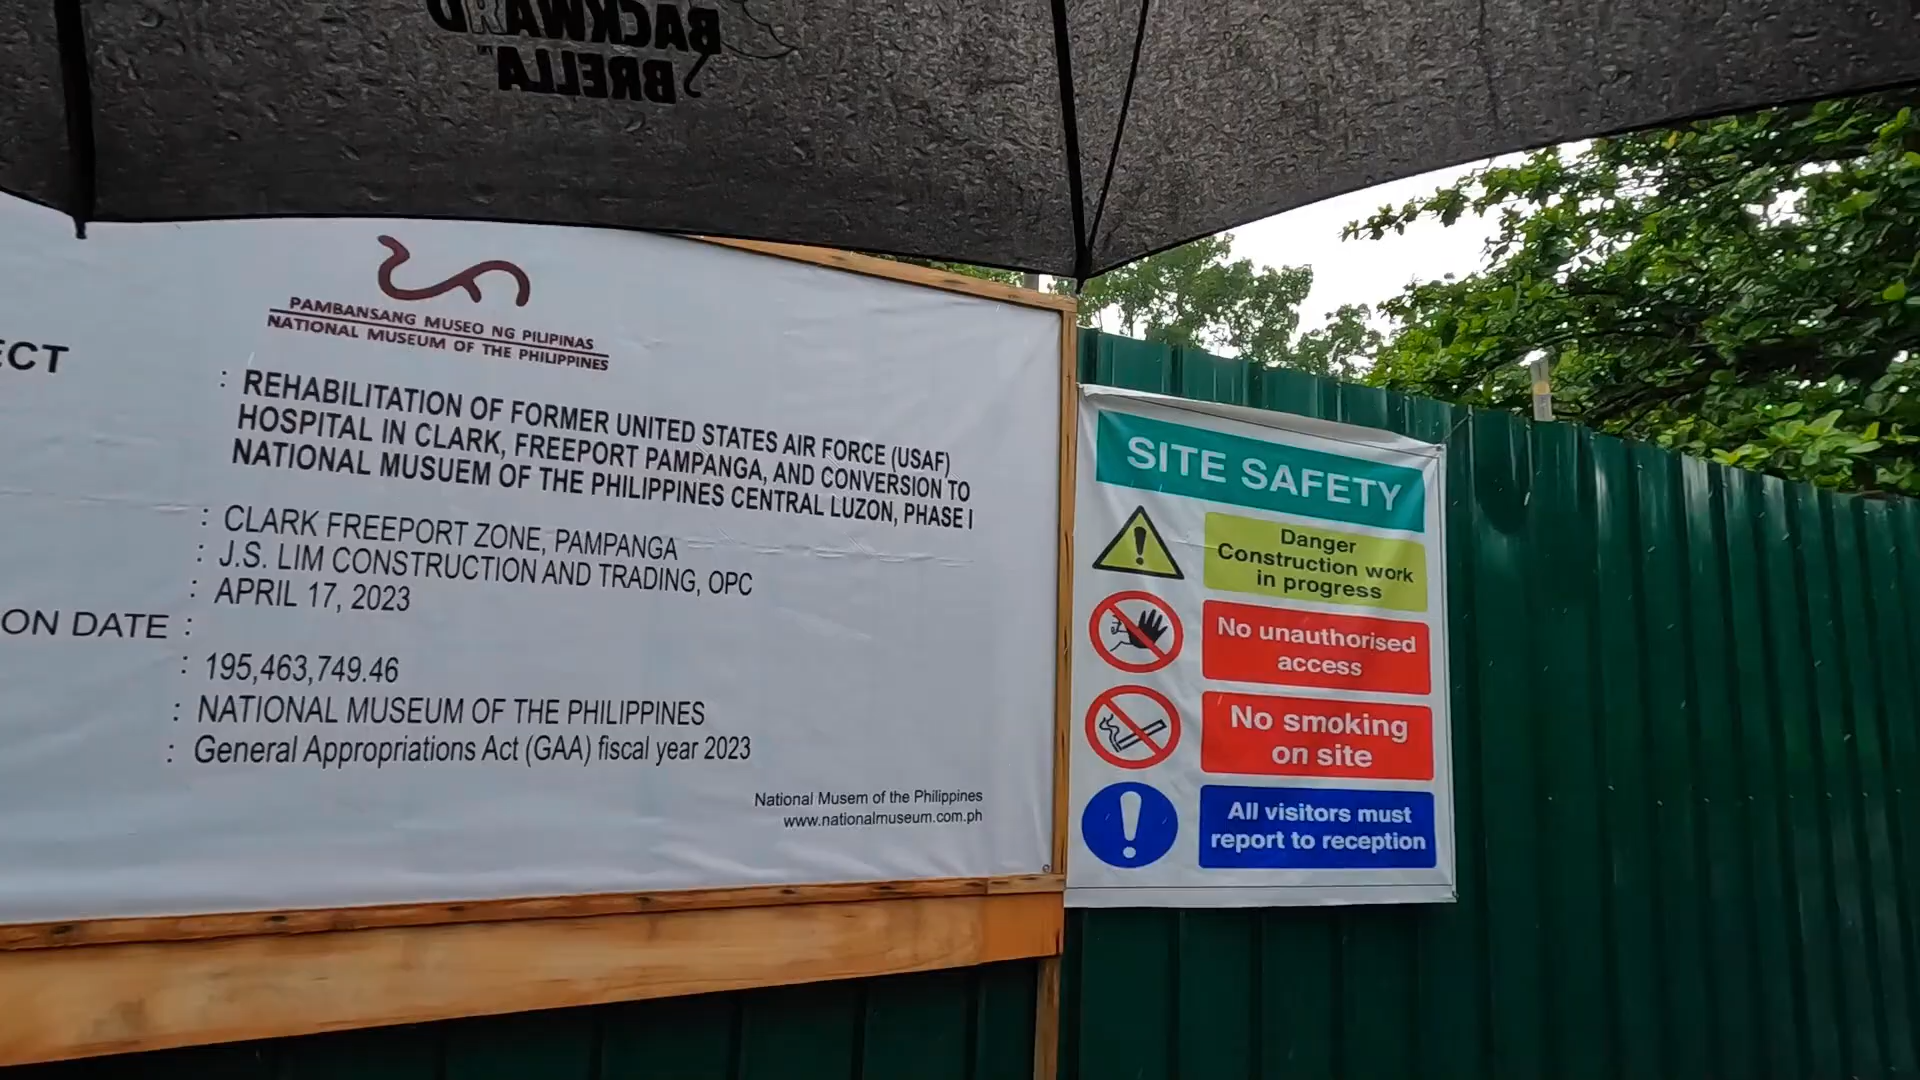 BACKWARD
BRELLA
PAMBANSANG MUSEO NG PILIPINAS
NATIONAL MUSEUM OF THE PHILIPPINES
: REHABILITATION OF FORMER UNITED STATES AIR FORCE (USAF)
HOSPITAL IN CLARK, FREEPORT PAMPANGA, AND CONVERSION TO
NATIONAL MUSUEM OF THE PHILIPPINES CENTRAL LUZON, PHASE I
: CLARK FREEPORT ZONE, PAMPANGA
: J.S. LIM CONSTRUCTION AND TRADING, OPC
: APRIL 17, 2023
ON DATE :
: 195,463,749.46
: NATIONAL MUSEUM OF THE PHILIPPINES
: General Appropriations Act (GAA) fiscal year 2023
National Musem of the Philippines
www.nationalmuseum.com.ph
SITE SAFETY
Danger
Construction work
in progress
No unauthorised
access
No smoking
on site
All visitors must
report to reception